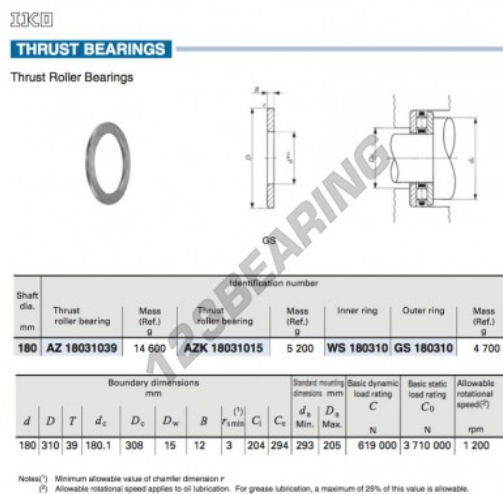 IKO
THRUST BEARINGS
Thrust Roller Bearings
B
r
D
GS
123BEARING
Shaft dia. mm
Identification number
Thrust roller bearing
Mass (Ref.) g
Thrust roller bearing
Mass (Ref.) g
Inner ring
Outer ring
Mass (Ref.) g
180 AZ 18031039 14 600 AZK 18031015 5 200 WS 180310 GS 180310 4 700
Boundary dimensions mm
Standard mounting dimensions mm
Basic dynamic load rating C N
Basic static load rating C0 N
Allowable rotational speed(2) rpm
d D T dc Dc Dw B rs min(1) Ci Ce da Min. Da Max.
180 310 39 180.1 308 15 12 3 204 294 293 205 619 000 3 710 000 1 200
Notes(1) Minimum allowable value of chamfer dimension r
(2) Allowable rotational speed applies to oil lubrication. For grease lubrication, a maximum of 25% of this value is allowable.